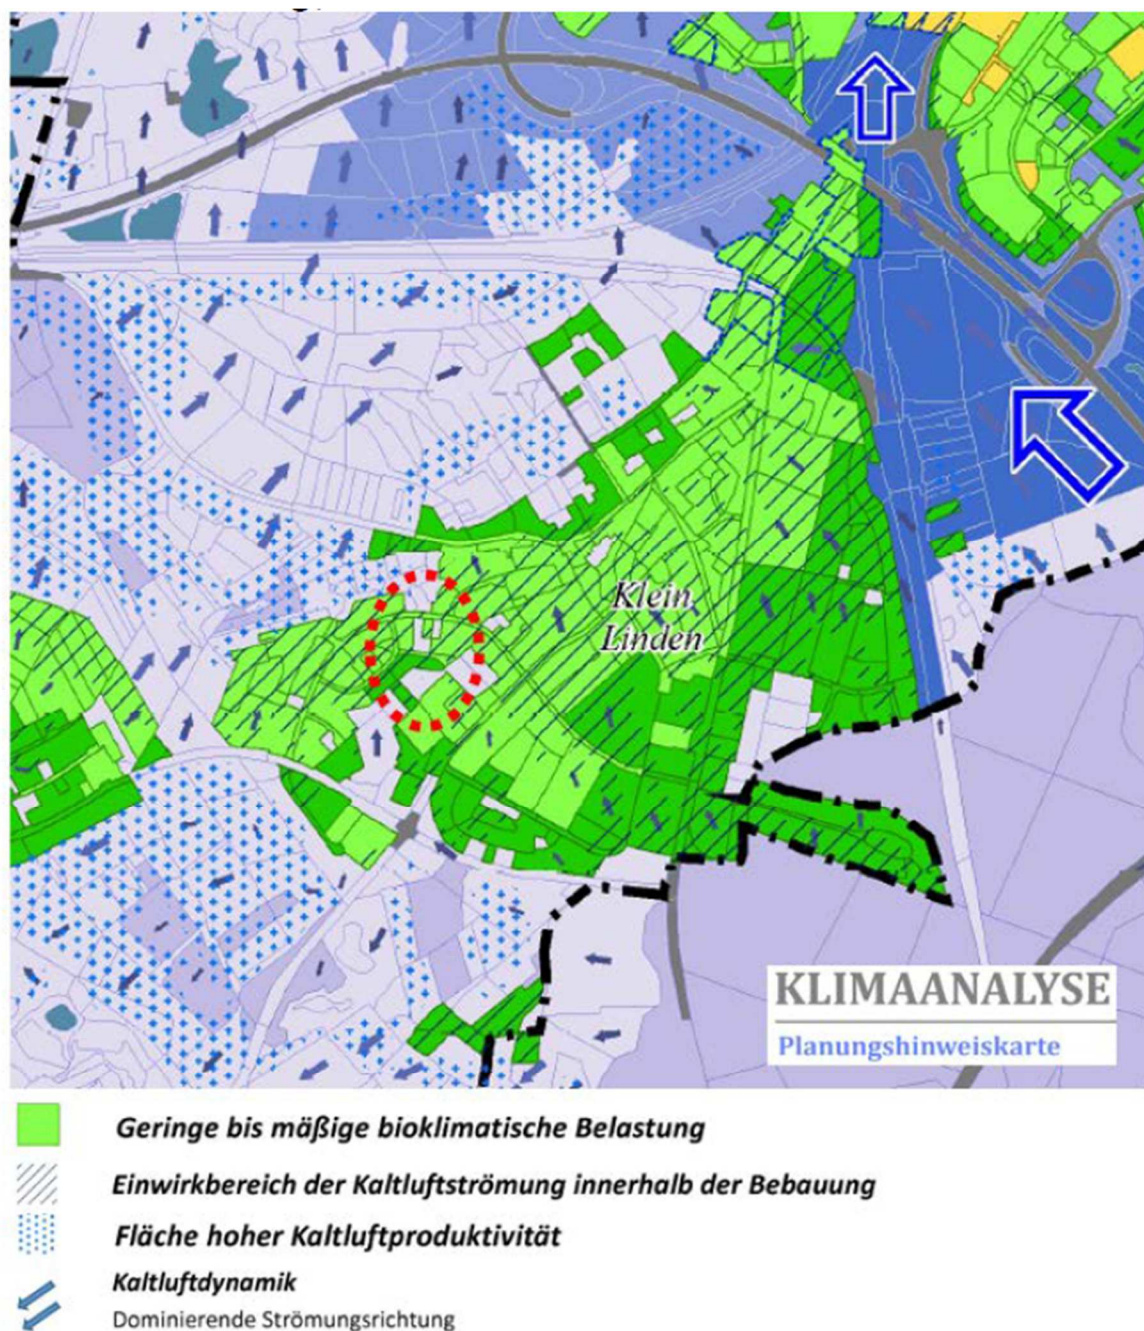 Klein
Linden
KLIMAANALYSE
Planungshinweiskarte
Geringe bis mäßige bioklimatische Belastung
Einwirkbereich der Kaltluftströmung innerhalb der Bebauung
Fläche hoher Kaltluftproduktivität
Kaltluftdynamik
Dominierende Strömungsrichtung